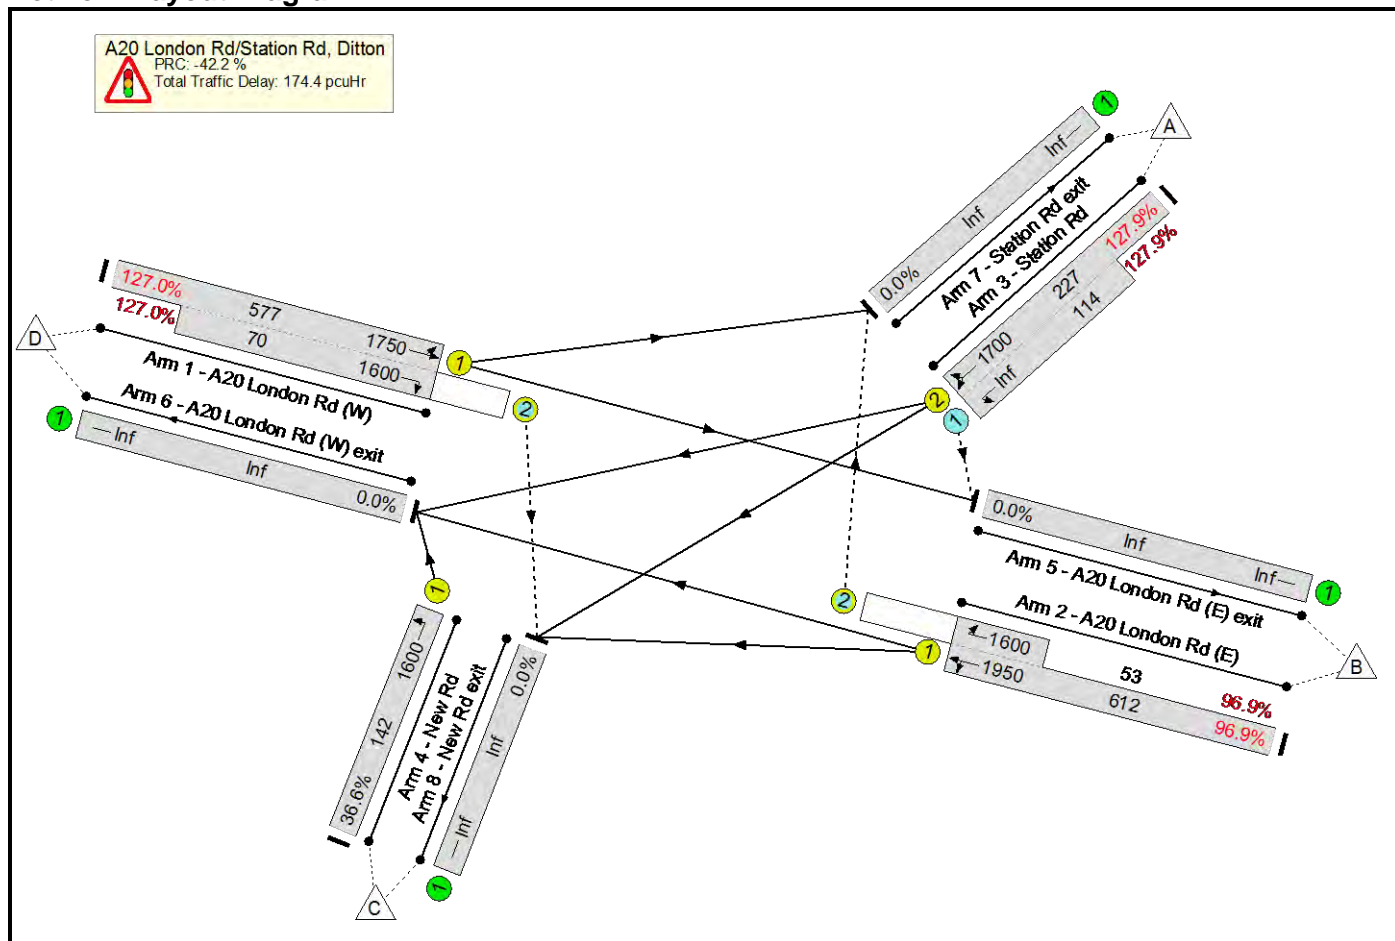 A20 London Rd/Station Rd, Ditton
PRC: -42.2 %
Total Traffic Delay: 174.4 pcuHr
1
A
Inf
Inf
0.0%
Arm 7 - Station Rd exit
Arm 3 - Station Rd
127.9%
127.9%
227
114
1700
Inf
2
1
127.0%
127.0%
577
70
1750
1600
1
2
D
Arm 1 - A20 London Rd (W)
Arm 6 - A20 London Rd (W) exit
1
Inf
Inf
0.0%
0.0%
Inf
Inf
1
Arm 5 - A20 London Rd (E) exit
Arm 2 - A20 London Rd (E)
B
2
1
1600
1950
53
612
96.9%
96.9%
1
1600
142
36.6%
Arm 4 - New Rd
Arm 8 - New Rd exit
0.0%
Inf
Inf
1
C